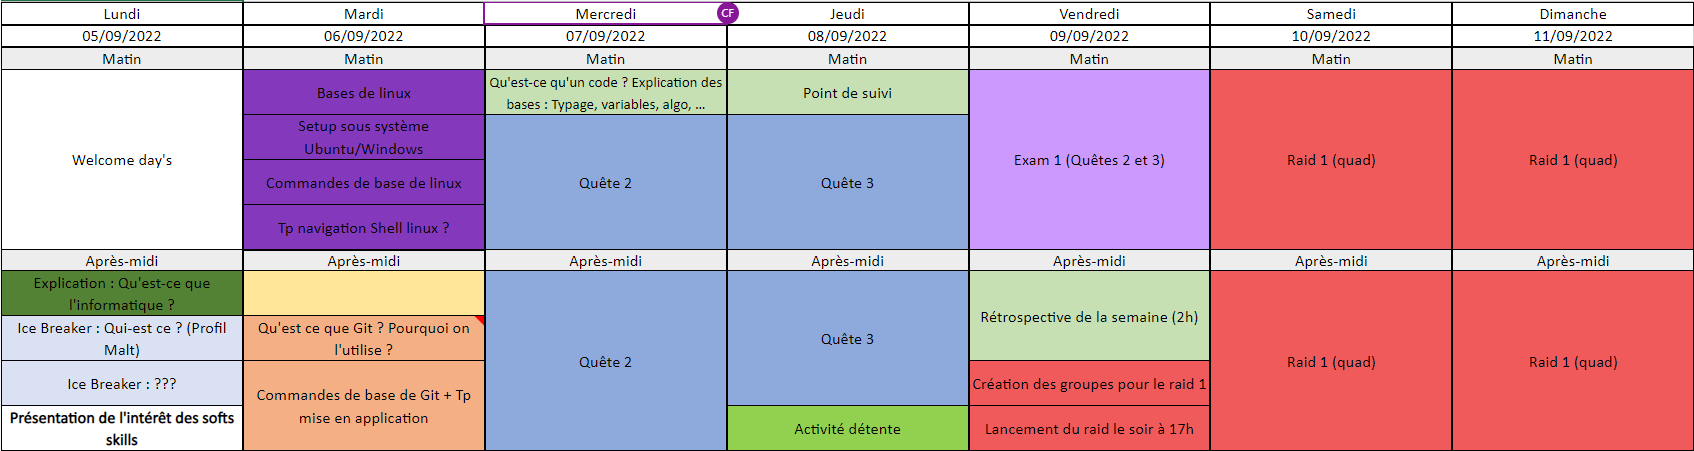 Lundi
Mardi
Mercredi
CF
Jeudi
Vendredi
Samedi
Dimanche
05/09/2022
06/09/2022
07/09/2022
08/09/2022
09/09/2022
10/09/2022
11/09/2022
Matin
Matin
Matin
Matin
Matin
Matin
Matin
Welcome day's
Bases de linux
Setup sous système
Ubuntu/Windows
Commandes de base de linux
Tp navigation Shell linux ?
Qu'est-ce qu'un code ? Explication des
bases : Typage, variables, algo, ...
Quête 2
Point de suivi
Quête 3
Exam 1 (Quêtes 2 et 3)
Raid 1 (quad)
Raid 1 (quad)
Après-midi
Après-midi
Après-midi
Après-midi
Après-midi
Après-midi
Après-midi
Explication : Qu'est-ce que
l'informatique ?
Ice Breaker : Qui-est ce ? (Profil
Malt)
Ice Breaker : ???
Présentation de l'intérêt des softs
skills
Qu'est ce que Git ? Pourquoi on
l'utilise ?
Commandes de base de Git + Tp
mise en application
Quête 2
Quête 3
Activité détente
Rétrospective de la semaine (2h)
Création des groupes pour le raid 1
Lancement du raid le soir à 17h
Raid 1 (quad)
Raid 1 (quad)